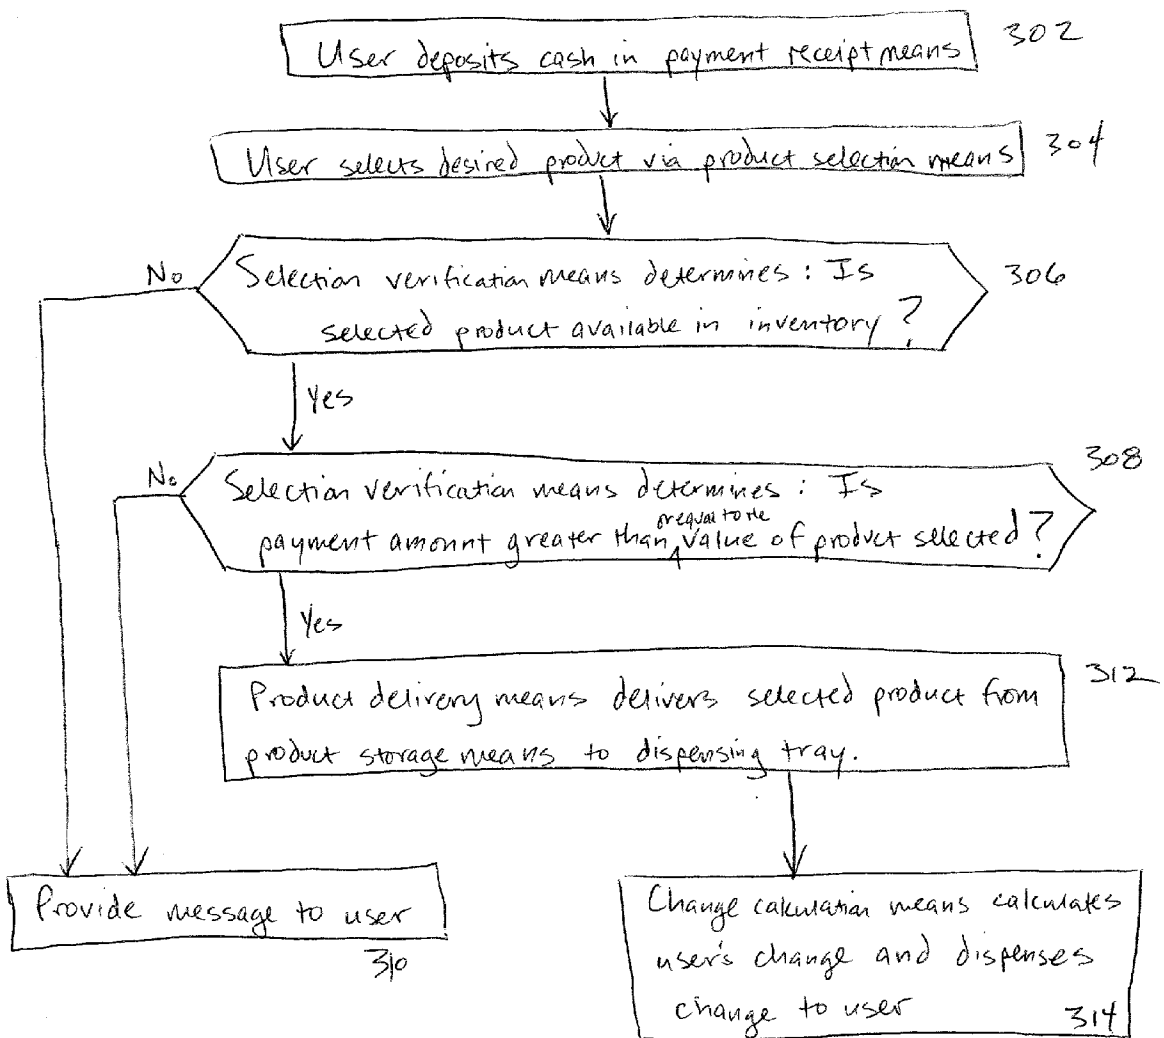 User deposits cash in payment receipt means
302
User selects desired product via product selection means
304
No
Selection verification means determines : Is
306
selected product available in inventory ?
Yes
No
Selection verification means determines : Is
308
or equal to the
payment amount greater than value of product selected ?
Yes
Product delivery means delivers selected product from
312
product storage means to dispensing tray.
Provide message to user
310
Change calculation means calculates
user's change and dispenses
change to user
314